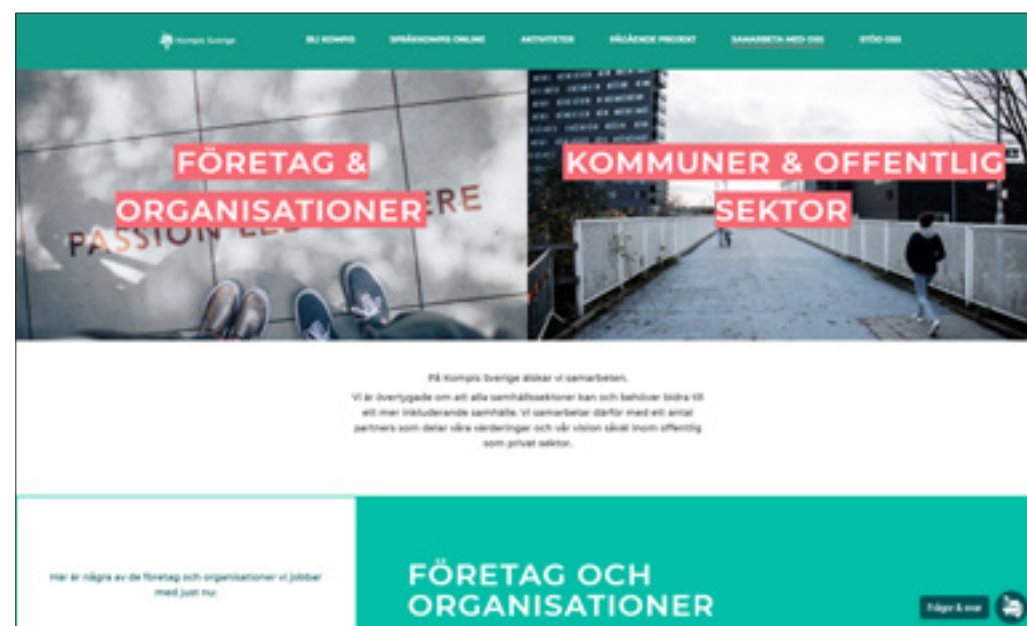 Kompis Sverige
BLI KOMPIS
SPRÅKKOMPIS ONLINE
AKTIVITETER
PÅGÅENDE PROJEKT
SAMARBETA MED OSS
STÖD OSS
FÖRETAG &
ORGANISATIONER
PASSION LE ERE
KOMMUNER & OFFENTLIG
SEKTOR
På Kompis Sverige älskar vi samarbeten.
Vi är övertygade om att alla samhällssektorer kan och behöver bidra till
ett mer inkluderande samhälle. Vi samarbetar därför med ett antal
partners som delar våra värderingar och vår vision såväl inom offentlig
som privat sektor.
Här är några av de företag och organisationer vi jobbar
med just nu:
FÖRETAG OCH
ORGANISATIONER
Frågor & svar